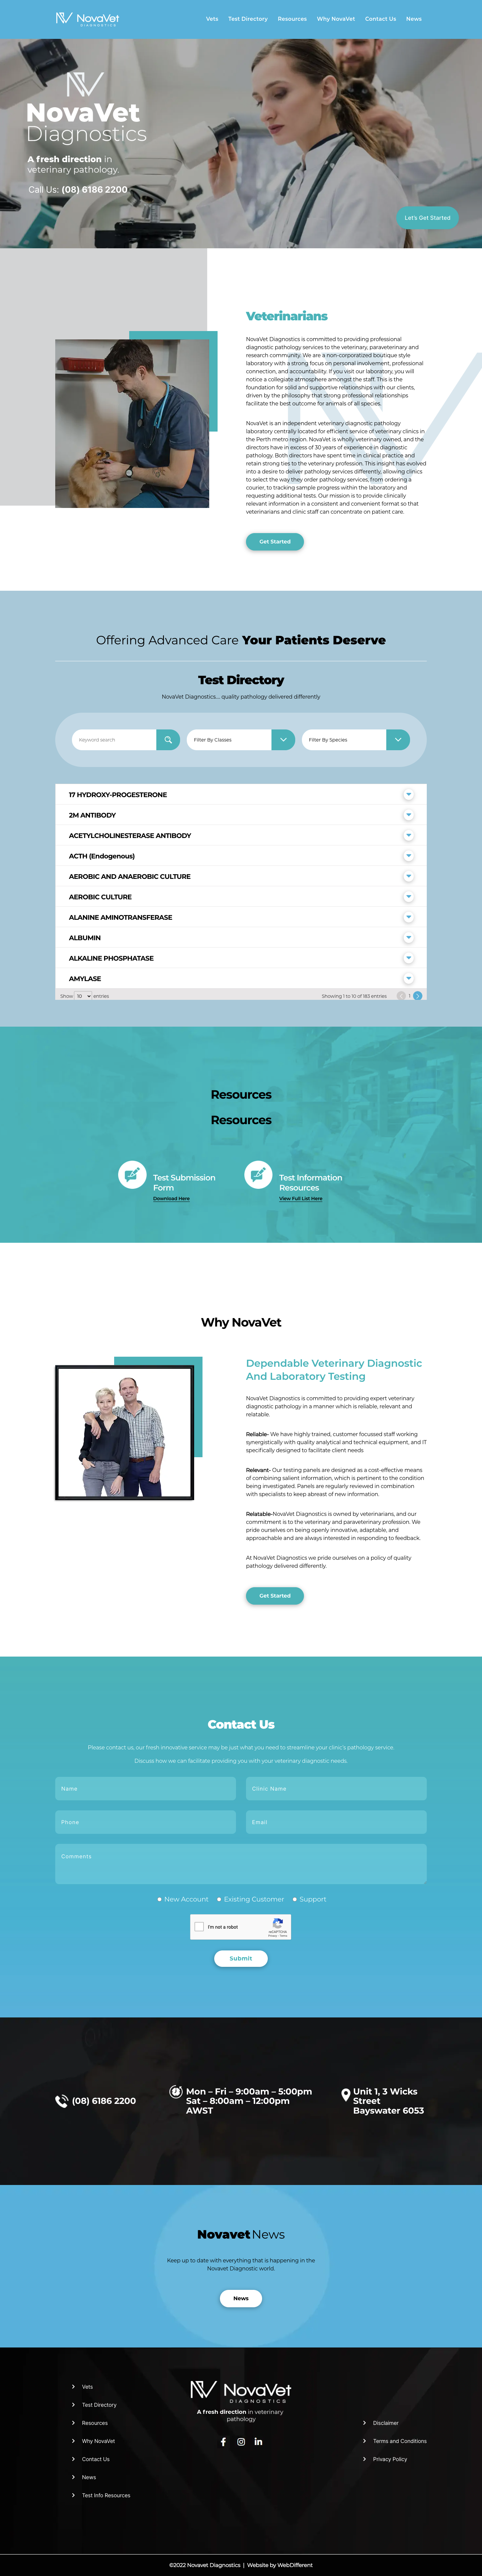 NovaVet
DIAGNOSTICS
Vets
Test Directory
Resources
Why NovaVet
Contact Us
News
NovaVet
Diagnostics
A fresh direction in
veterinary pathology.
Call Us: (08) 6186 2200
Let's Get Started
Veterinarians
NovaVet Diagnostics is committed to providing professional
diagnostic pathology services to the veterinary, paraveterinary and
research community. We are a non-corporatized boutique style
laboratory with a strong focus on personal involvement, professional
connection, and accountability. If you visit our laboratory, you will
notice a collegiate atmosphere amongst the staff. This is the
foundation for solid and supportive relationships with our clients,
driven by the philosophy that strong professional relationships
facilitate the best outcome for animals of all species.
NovaVet is an independent veterinary diagnostic pathology
laboratory centrally located for efficient service of veterinary clinics in
the Perth metro region. NovaVet is wholly veterinary owned, and the
directors have in excess of 30 years of experience in diagnostic
pathology. Both directors have spent time in clinical practice and
retain strong ties to the veterinary profession. This insight has evolved
into a desire to deliver pathology services differently, allowing clinics
to select the way they order pathology services, from ordering a
courier, to tracking sample progress within the laboratory and
requesting additional tests. Our mission is to provide clinically
relevant information in a consistent and convenient format so that
veterinarians and clinic staff can concentrate on patient care.
Get Started
Offering Advanced Care Your Patients Deserve
Test Directory
NovaVet Diagnostics... quality pathology delivered differently
Keyword search
Filter By Classes
Filter By Species
17 HYDROXY-PROGESTERONE
2M ANTIBODY
ACETYLCHOLINESTERASE ANTIBODY
ACTH (Endogenous)
AEROBIC AND ANAEROBIC CULTURE
AEROBIC CULTURE
ALANINE AMINOTRANSFERASE
ALBUMIN
ALKALINE PHOSPHATASE
AMYLASE
Show 10 entries
Showing 1 to 10 of 183 entries
1
Resources
Resources
Test Submission
Form
Download Here
Test Information
Resources
View Full List Here
Why NovaVet
Dependable Veterinary Diagnostic
And Laboratory Testing
NovaVet Diagnostics is committed to providing expert veterinary
diagnostic pathology in a manner which is reliable, relevant and
relatable.
Reliable- We have highly trained, customer focussed staff working
synergistically with quality analytical and technical equipment, and IT
specifically designed to facilitate client needs
Relevant- Our testing panels are designed as a cost-effective means
of combining salient information, which is pertinent to the condition
being investigated. Panels are regularly reviewed in combination
with specialists to keep abreast of new information.
Relatable-NovaVet Diagnostics is owned by veterinarians, and our
commitment is to the veterinary and paraveterinary profession. We
pride ourselves on being openly innovative, adaptable, and
approachable and are always interested in responding to feedback.
At NovaVet Diagnostics we pride ourselves on a policy of quality
pathology delivered differently.
Get Started
Contact Us
Please contact us, our fresh innovative service may be just what you need to streamline your clinic's pathology service
Discuss how we can facilitate providing you with your veterinary diagnostic needs
Name
Clinic Name
Phone
Email
Comments
New Account
Existing Customer
Support
I'm not a robot
reCAPTCHA
Privacy - Terms
Submit
(08) 6186 2200
Mon – Fri – 9:00am – 5:00pm
Sat – 8:00am – 12:00pm
AWST
Unit 1, 3 Wicks
Street
Bayswater 6053
Novavet News
Keep up to date with everything that is happening in the
Novavet Diagnostic world.
News
Vets
Test Directory
Resources
Why NovaVet
Contact Us
News
Test Info Resources
NovaVet
DIAGNOSTICS
A fresh direction in veterinary
pathology
Disclaimer
Terms and Conditions
Privacy Policy
©2022 Novavet Diagnostics | Website by WebDifferent